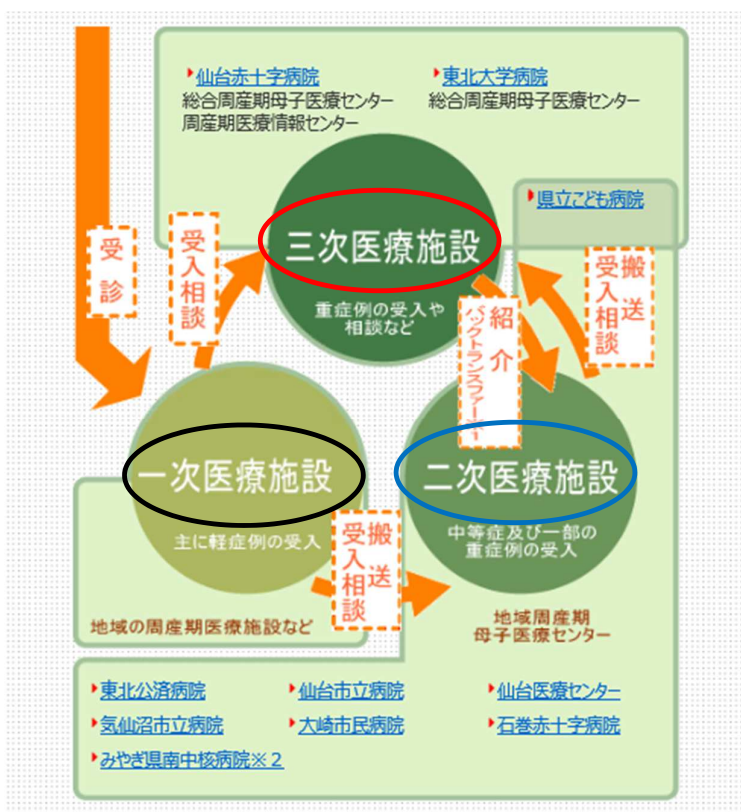 仙台赤十字病院
総合周産期母子医療センター
周産期医療情報センター
東北大学病院
総合周産期母子医療センター
県立こども病院
三次医療施設
重症例の受入や
相談など
受診
受入相談
紹介
バックトランスファー※1
搬送
受入相談
一次医療施設
主に軽症例の受入
地域の周産期医療施設など
搬送
受入相談
二次医療施設
中等症及び一部の
重症例の受入
地域周産期
母子医療センター
東北公済病院
仙台市立病院
仙台医療センター
気仙沼市立病院
大崎市民病院
石巻赤十字病院
みやぎ県南中核病院※2